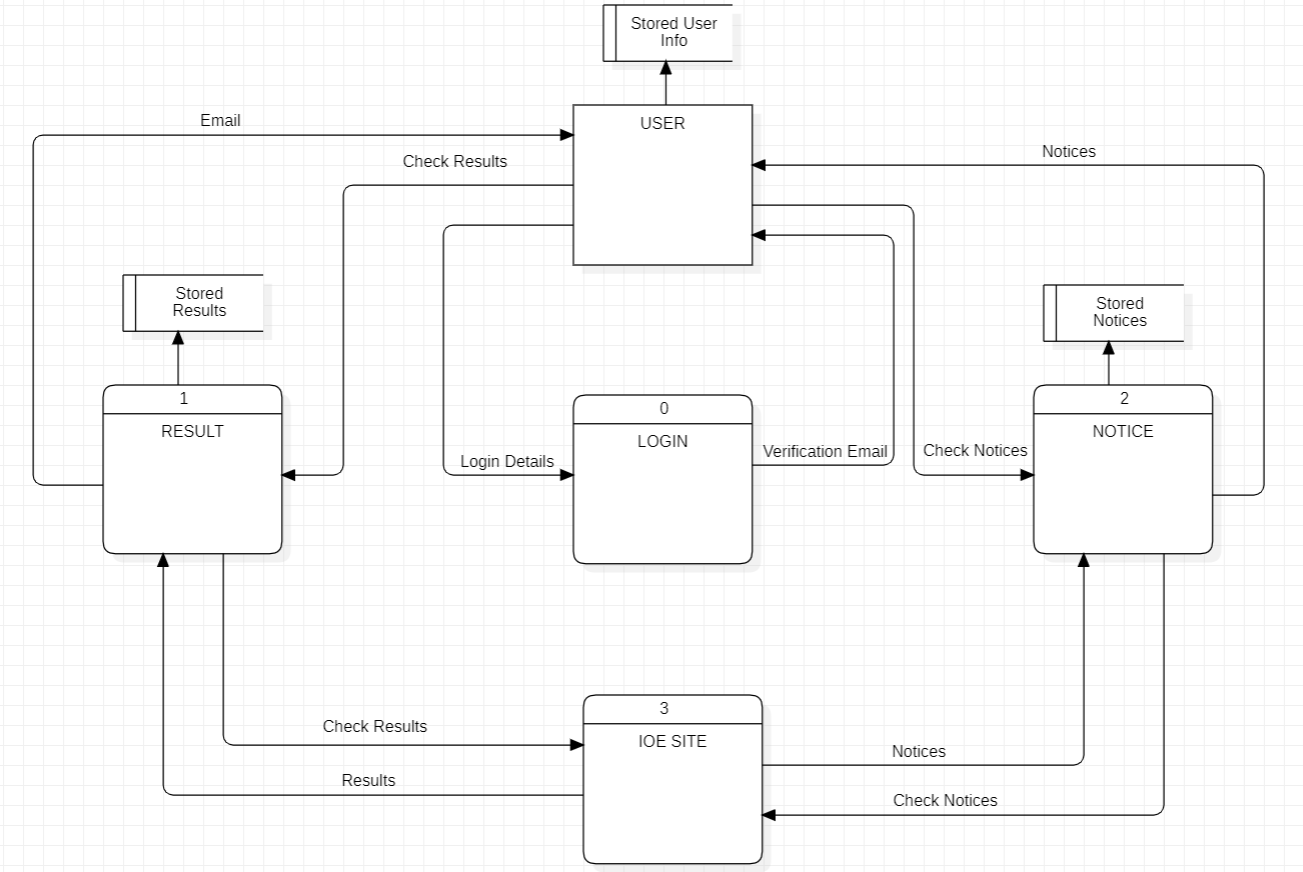 Stored User
Info
USER
Email
Check Results
Notices
Stored
Results
Stored
Notices
1
RESULT
0
LOGIN
2
NOTICE
Login Details
Verification Email
Check Notices
3
IOE SITE
Check Results
Results
Notices
Check Notices